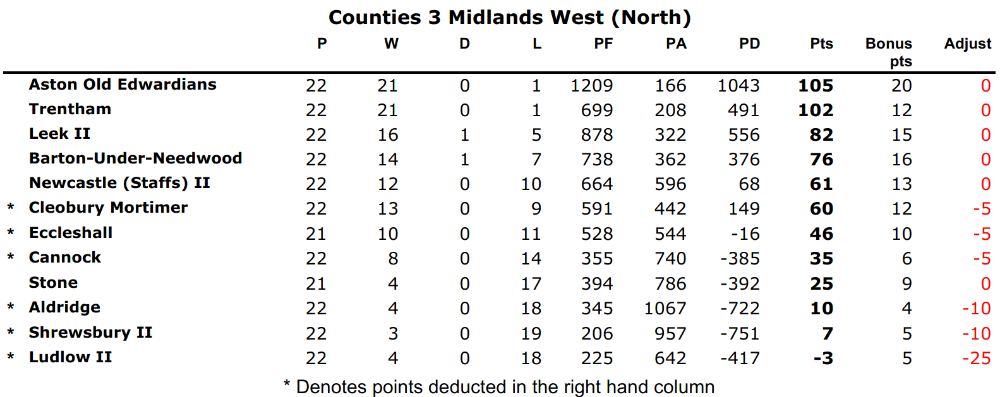 Counties 3 Midlands West (North)
P W D L PF PA PD Pts Bonus pts Adjust
Aston Old Edwardians 22 21 0 1 1209 166 1043 105 20 0
Trentham 22 21 0 1 699 208 491 102 12 0
Leek II 22 16 1 5 878 322 556 82 15 0
Barton-Under-Needwood 22 14 1 7 738 362 376 76 16 0
Newcastle (Staffs) II 22 12 0 10 664 596 68 61 13 0
* Cleobury Mortimer 22 13 0 9 591 442 149 60 12 -5
* Eccleshall 21 10 0 11 528 544 -16 46 10 -5
* Cannock 22 8 0 14 355 740 -385 35 6 -5
Stone 21 4 0 17 394 786 -392 25 9 0
* Aldridge 22 4 0 18 345 1067 -722 10 4 -10
* Shrewsbury II 22 3 0 19 206 957 -751 7 5 -10
* Ludlow II 22 4 0 18 225 642 -417 -3 5 -25
* Denotes points deducted in the right hand column